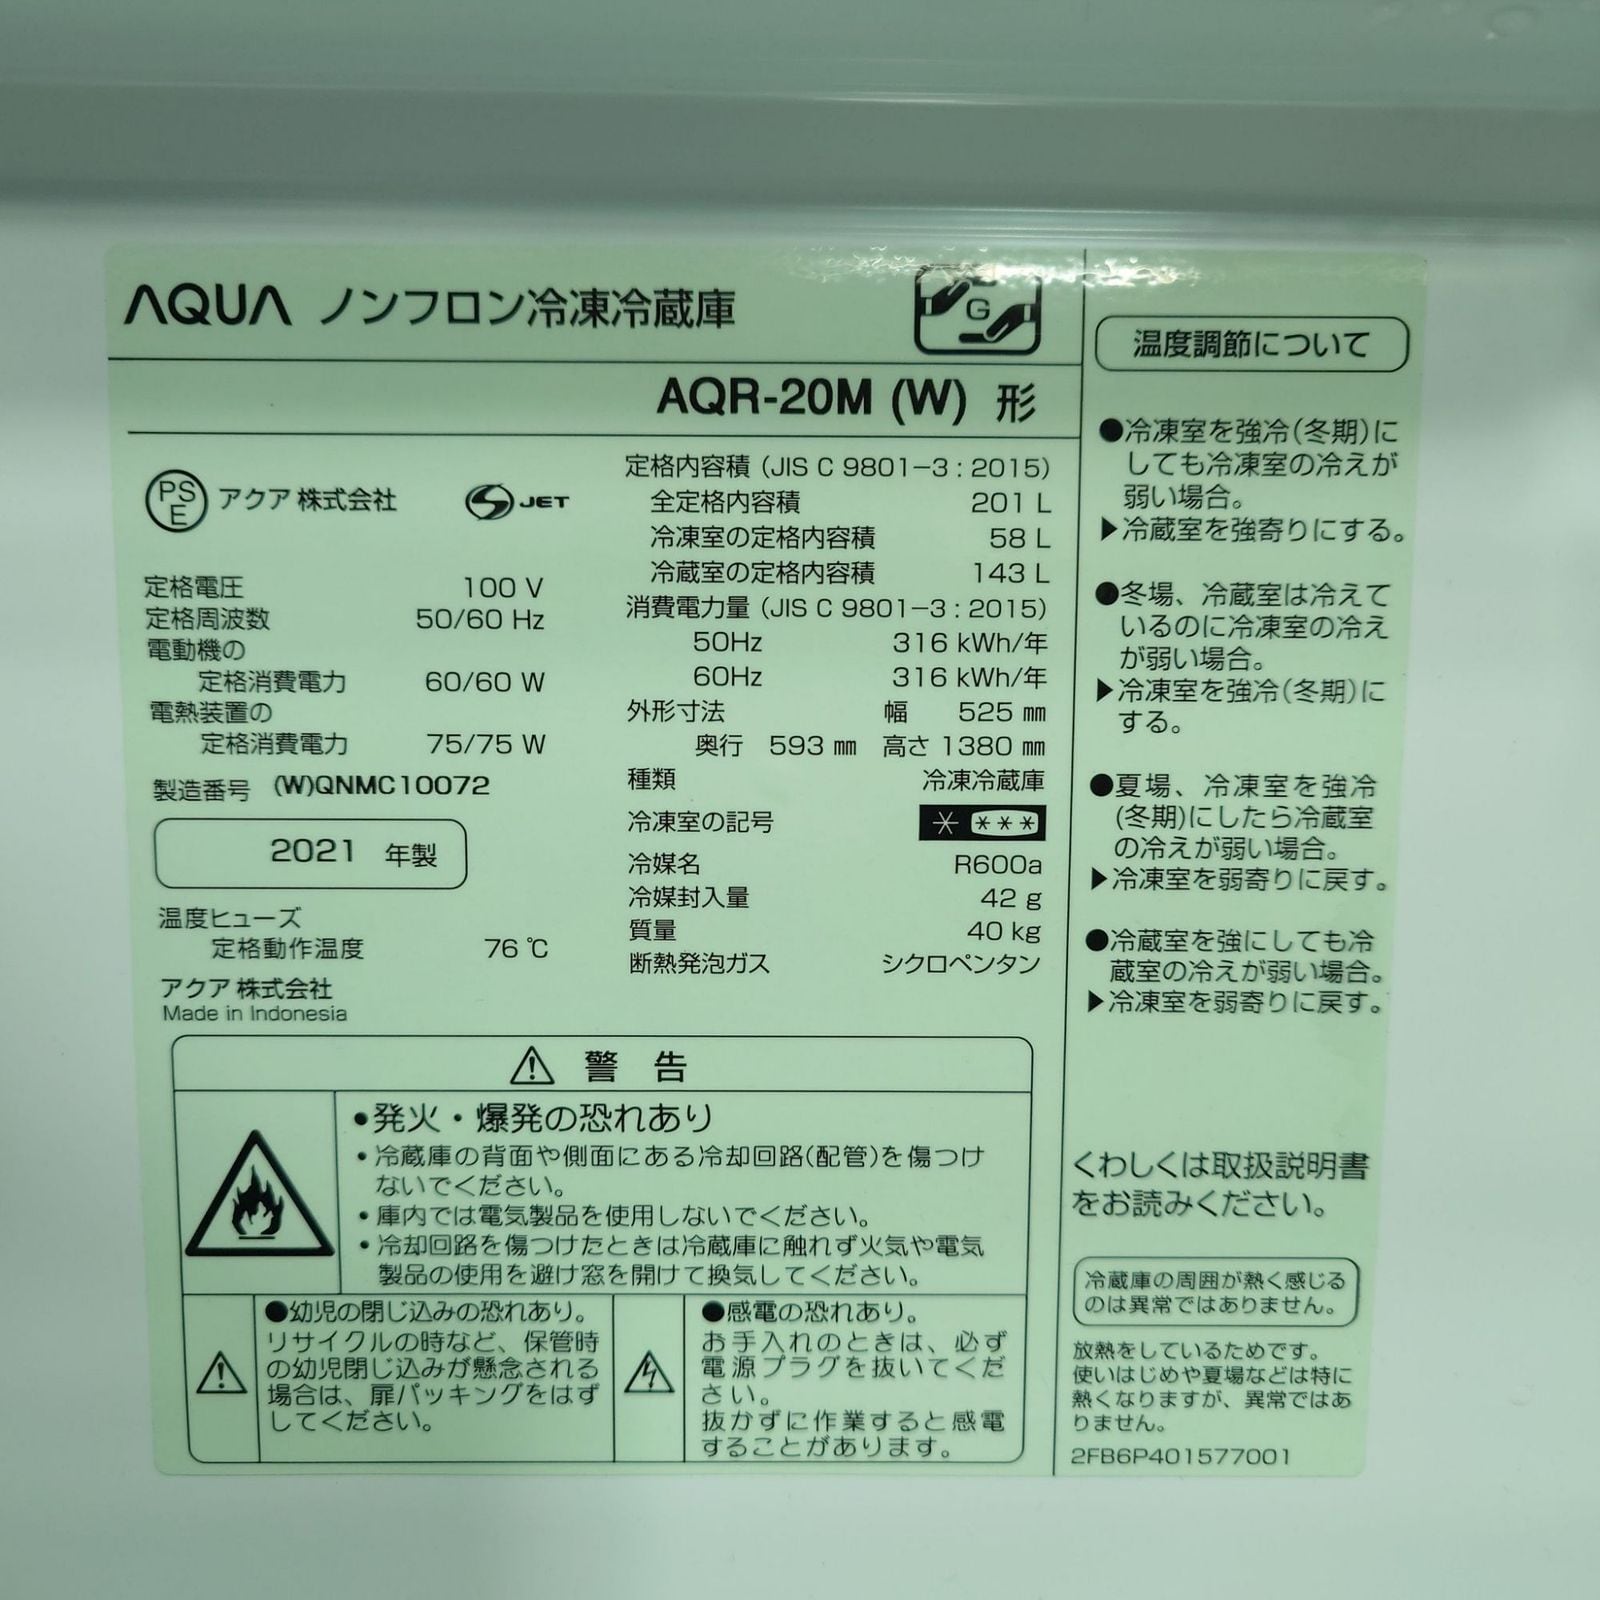 AQUA ノンフロン冷凍冷蔵庫
G
AQR-20M (W) 形
PSE アクア株式会社 S JET
定格電圧 100 V
定格周波数 50/60 Hz
電動機の
定格消費電力 60/60 W
電熱装置の
定格消費電力 75/75 W
製造番号 (W)QNMC10072
2021 年製
温度ヒューズ
定格動作温度 76 ℃
アクア株式会社
Made in Indonesia
定格内容積 (JIS C 9801-3 : 2015)
全定格内容積 201 L
冷凍室の定格内容積 58 L
冷蔵室の定格内容積 143 L
消費電力量 (JIS C 9801-3 : 2015)
50Hz 316 kWh/年
60Hz 316 kWh/年
外形寸法 幅 525 ㎜
奥行 593 ㎜ 高さ 1380 ㎜
種類 冷凍冷蔵庫
冷凍室の記号 * ***
冷媒名 R600a
冷媒封入量 42 g
質量 40 kg
断熱発泡ガス シクロペンタン
⚠ 警 告
•発火・爆発の恐れあり
•冷蔵庫の背面や側面にある冷却回路(配管)を傷つけ
ないでください。
•庫内では電気製品を使用しないでください。
•冷却回路を傷つけたときは冷蔵庫に触れず火気や電気
製品の使用を避け窓を開けて換気してください。
●幼児の閉じ込みの恐れあり。
リサイクルの時など、保管時
の幼児閉じ込みが懸念される
場合は、扉パッキングをはず
してください。
●感電の恐れあり。
お手入れのときは、必ず
電源プラグを抜いてくだ
さい。
抜かずに作業すると感電
することがあります。
温度調節について
●冷凍室を強冷(冬期)に
しても冷凍室の冷えが
弱い場合。
▶冷蔵室を強寄りにする。
●冬場、冷蔵室は冷えて
いるのに冷凍室の冷え
が弱い場合。
▶冷凍室を強冷(冬期)に
する。
●夏場、冷凍室を強冷
(冬期)にしたら冷蔵室
の冷えが弱い場合。
▶冷凍室を弱寄りに戻す。
●冷蔵室を強にしても冷
蔵室の冷えが弱い場合。
▶冷凍室を弱寄りに戻す。
くわしくは取扱説明書
をお読みください。
冷蔵庫の周囲が熱く感じる
のは異常ではありません。
放熱をしているためです。
使いはじめや夏場などは特に
熱くなりますが、異常ではあ
りません。
2FB6P401577001